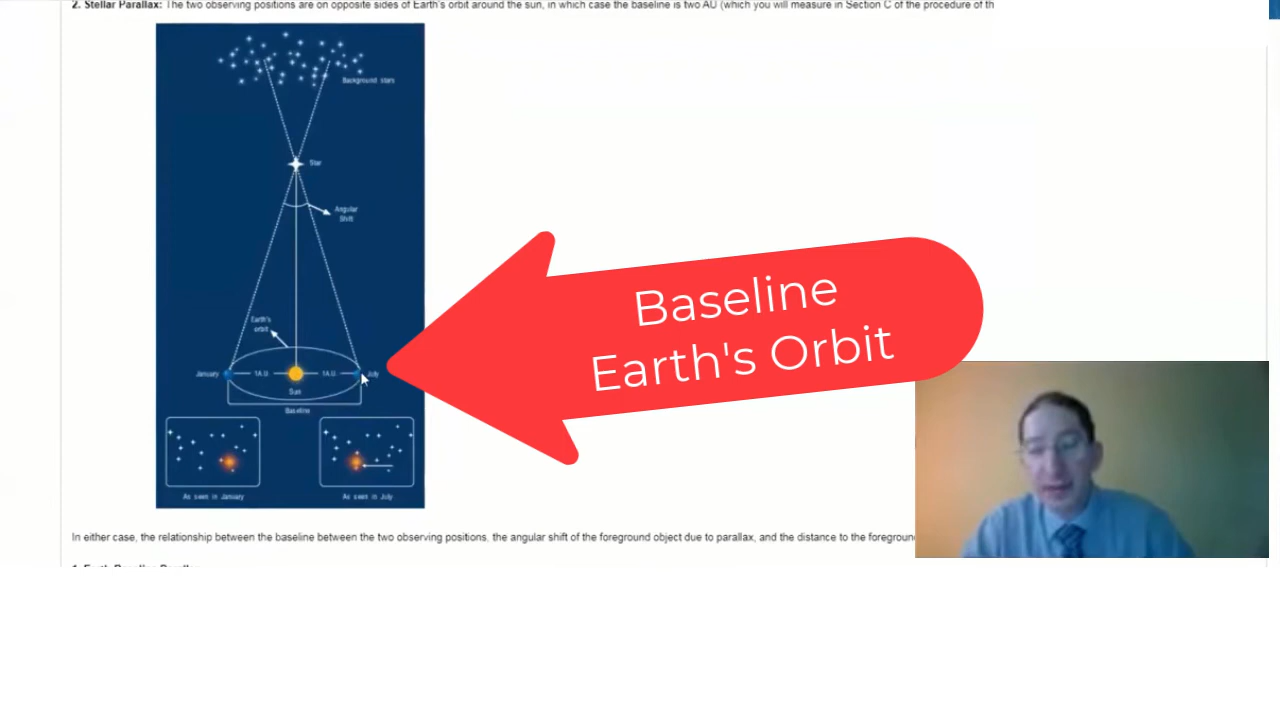 2. Stellar Parallax: The two observing positions are on opposite sides of Earth's orbit around the sun, in which case the baseline is two AU (which you will measure in Section C of the procedure of th
Background stars
Star
Angular
Shift
Earth's
orbit
January
1A.U.
1A.U.
July
Sun
Baseline
As seen in January
As seen in July
Baseline
Earth's Orbit
In either case, the relationship between the baseline between the two observing positions, the angular shift of the foreground object due to parallax, and the distance to the foreground